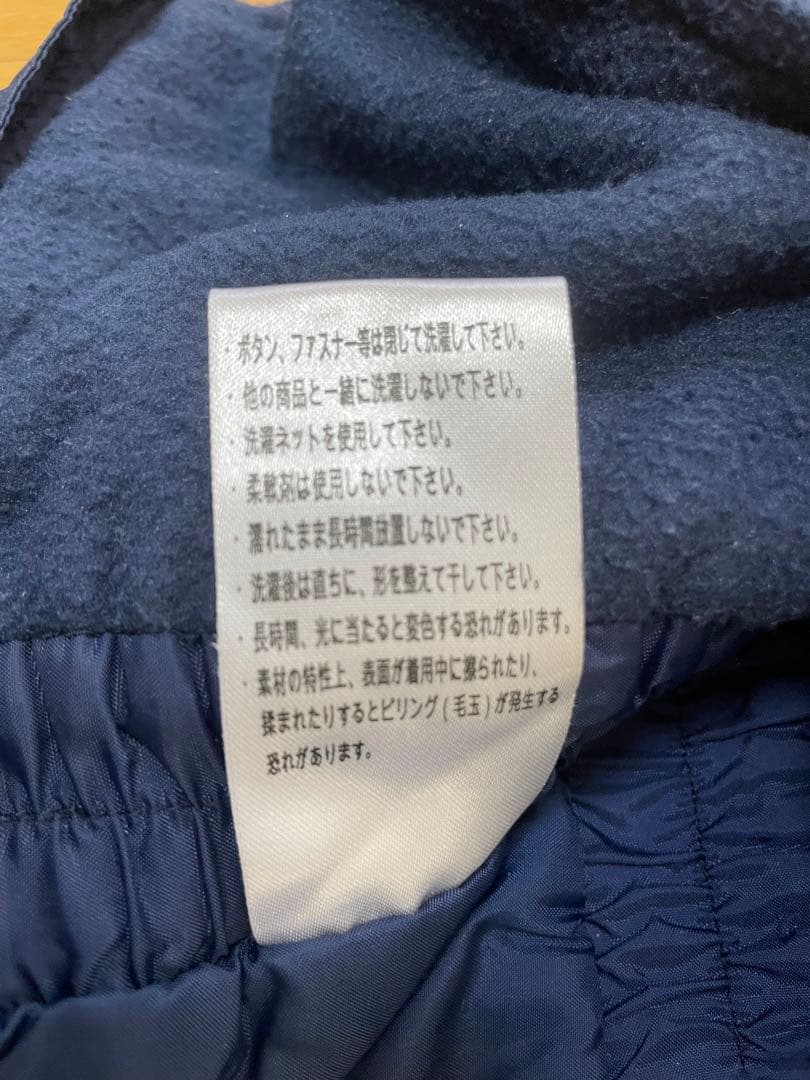 ・ボタン、ファスナー等は閉じて洗濯して下さい。
・他の商品と一緒に洗濯しないで下さい。
・洗濯ネットを使用して下さい。
・柔軟剤は使用しないで下さい。
・濡れたまま長時間放置しないで下さい。
・洗濯後は直ちに、形を整えて干して下さい。
・長時間、光に当たると変色する恐れがあります。
・素材の特性上、表面が着用中に擦られたり、
揉まれたりするとピリング(毛玉)が発生する
恐れがあります。